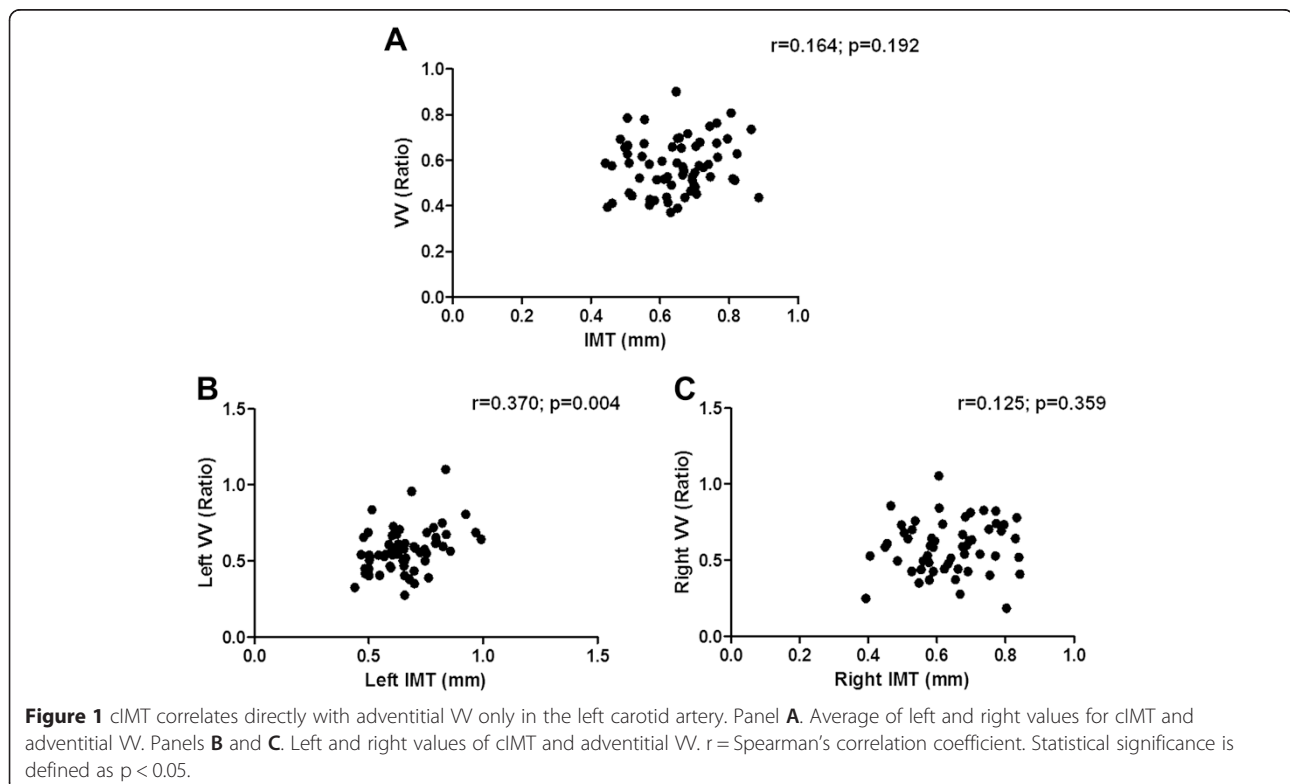 A
r=0.164; p=0.192
1.0
0.8
0.6
0.4
0.2
0.0
VV (Ratio)
0.0 0.2 0.4 0.6 0.8 1.0
IMT (mm)
B
r=0.370; p=0.004
1.5
1.0
0.5
0.0
Left VV (Ratio)
0.0 0.5 1.0 1.5
Left IMT (mm)
C
r=0.125; p=0.359
1.5
1.0
0.5
0.0
Right VV (Ratio)
0.0 0.2 0.4 0.6 0.8 1.0
Right IMT (mm)
Figure 1 cIMT correlates directly with adventitial VV only in the left carotid artery. Panel A. Average of left and right values for cIMT and
adventitial VV. Panels B and C. Left and right values of cIMT and adventitial VV. r = Spearman's correlation coefficient. Statistical significance is
defined as p < 0.05.